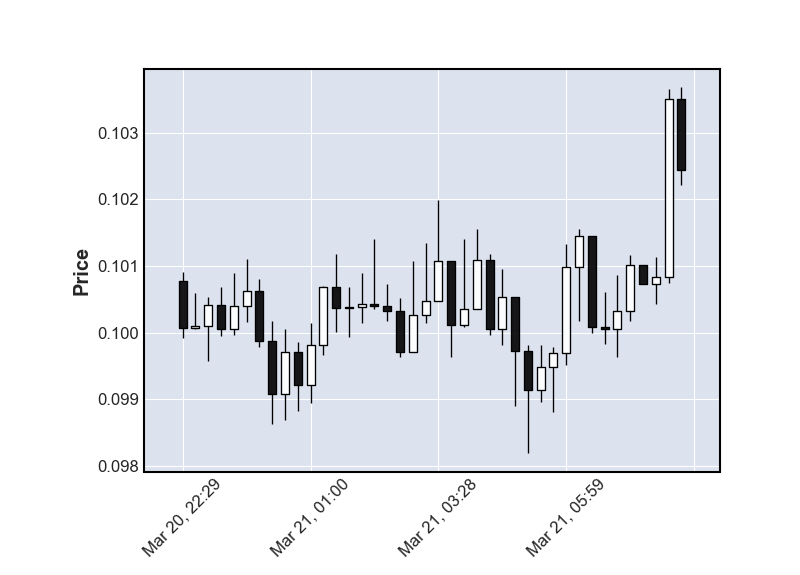 Price
0.103
0.102
0.101
0.100
0.099
0.098
Mar 20, 22:29
Mar 21, 01:00
Mar 21, 03:28
Mar 21, 05:59